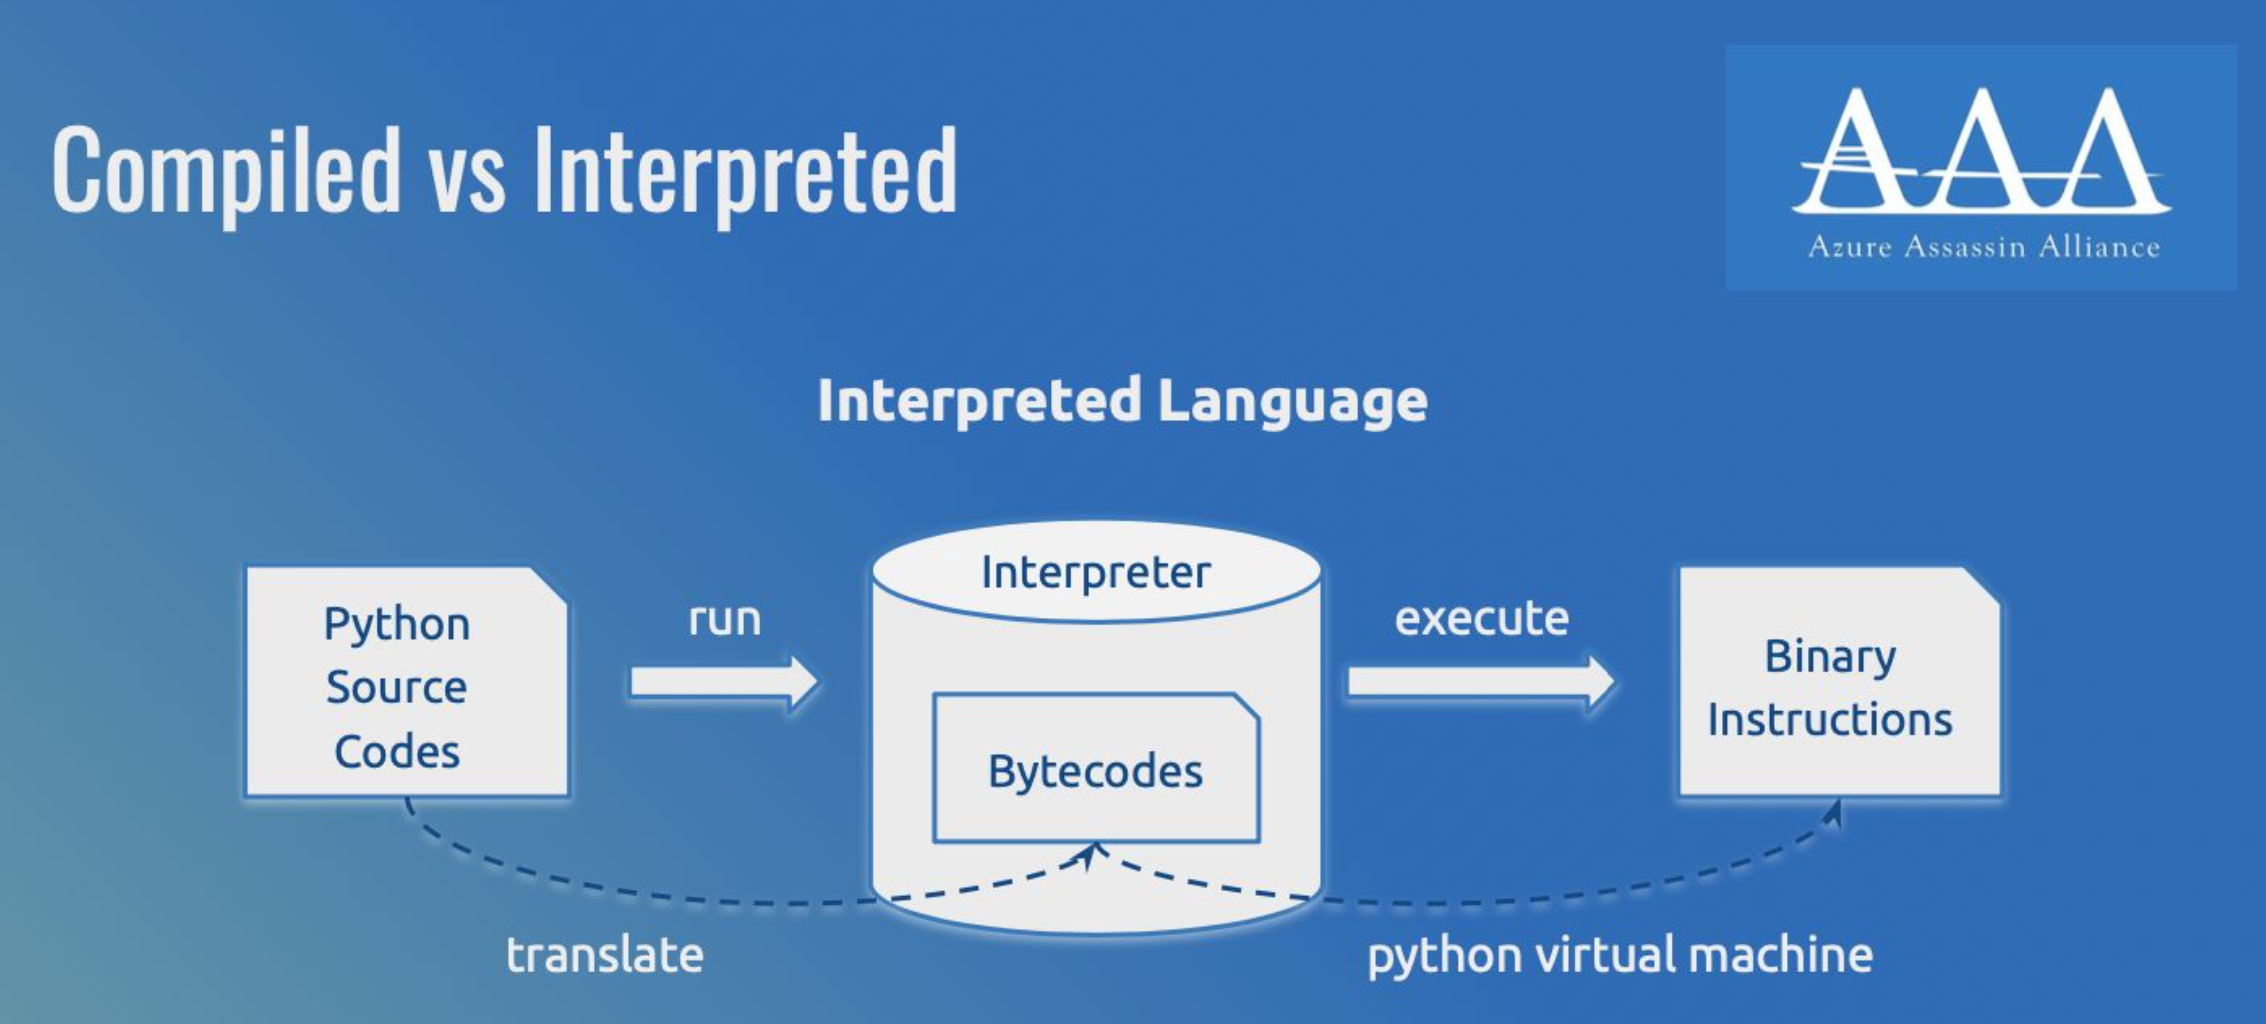 Compiled vs Interpreted
AAA
Azure Assassin Alliance
Interpreted Language
Python
Source
Codes
run
Interpreter
Bytecodes
execute
Binary
Instructions
translate
python virtual machine